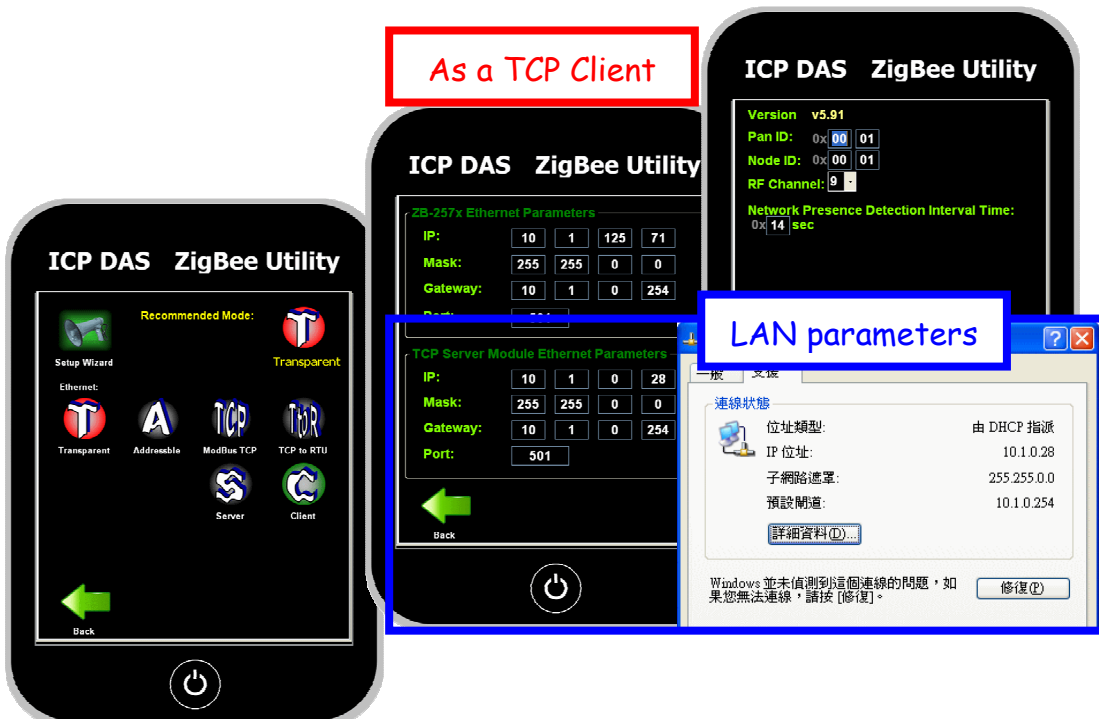 As a TCP Client
ICP DAS ZigBee Utility
Recommended Mode:
Setup Wizard
Transparent
Ethernet:
Transparent
Addressble
ModBus TCP
TCP to RTU
Server
Client
Back
ICP DAS ZigBee Utility
ZB-257x Ethernet Parameters
IP: 10 1 125 71
Mask: 255 255 0 0
Gateway: 10 1 0 254
TCP Server Module Ethernet Parameters
IP: 10 1 0 28
Mask: 255 255 0 0
Gateway: 10 1 0 254
Port: 501
Back
ICP DAS ZigBee Utility
Version v5.91
Pan ID: 0x 00 01
Node ID: 0x 00 01
RF Channel: 9
Network Presence Detection Interval Time:
0x 14 sec
LAN parameters
連線狀態
位址類型: 由 DHCP 指派
IP 位址: 10.1.0.28
子網路遮罩: 255.255.0.0
預設閘道: 10.1.0.254
詳細資料(D)...
Windows 並未偵測到這個連線的問題，如
果您無法連線，請按 [修復]。
修復(P)